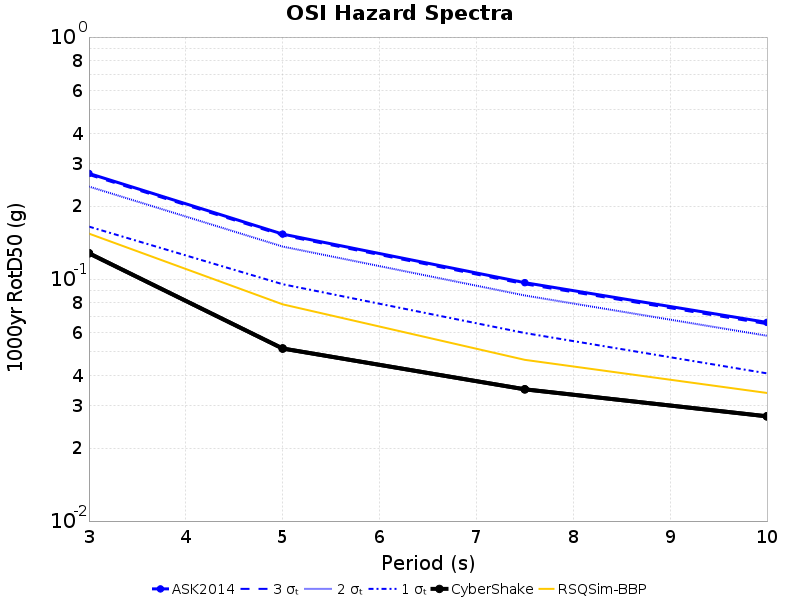 OSI Hazard Spectra
1000yr RotD50 (g)
10^0
8
6
4
3
2
10^-1
8
6
4
3
2
10^-2
3 4 5 6 7 8 9 10
Period (s)
ASK2014 3 σₜ 2 σₜ 1 σₜ CyberShake RSQSim-BBP